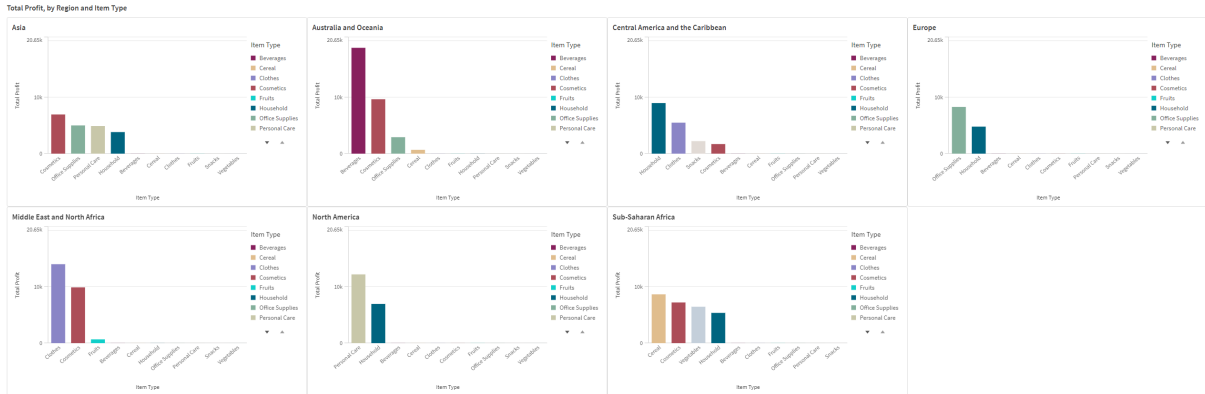 Total Profit, by Region and Item Type
Asia
20.65k
10k
0
Total Profit
Cosmetics
Office Supplies
Personal Care
Household
Beverages
Cereal
Clothes
Fruits
Snacks
Vegetables
Item Type
Item Type
Beverages
Cereal
Clothes
Cosmetics
Fruits
Household
Office Supplies
Personal Care
Australia and Oceania
20.65k
10k
0
Total Profit
Beverages
Cosmetics
Office Supplies
Cereal
Clothes
Fruits
Household
Personal Care
Snacks
Vegetables
Item Type
Item Type
Beverages
Cereal
Clothes
Cosmetics
Fruits
Household
Office Supplies
Personal Care
Central America and the Caribbean
20.65k
10k
0
Total Profit
Household
Clothes
Snacks
Cosmetics
Beverages
Cereal
Fruits
Office Supplies
Personal Care
Vegetables
Item Type
Item Type
Beverages
Cereal
Clothes
Cosmetics
Fruits
Household
Office Supplies
Personal Care
Europe
20.65k
10k
0
Total Profit
Office Supplies
Household
Beverages
Cereal
Clothes
Cosmetics
Fruits
Personal Care
Snacks
Vegetables
Item Type
Item Type
Beverages
Cereal
Clothes
Cosmetics
Fruits
Household
Office Supplies
Personal Care
Middle East and North Africa
20.65k
10k
0
Total Profit
Clothes
Cosmetics
Fruits
Beverages
Cereal
Household
Office Supplies
Personal Care
Snacks
Vegetables
Item Type
Item Type
Beverages
Cereal
Clothes
Cosmetics
Fruits
Household
Office Supplies
Personal Care
North America
20.65k
10k
0
Total Profit
Personal Care
Household
Beverages
Cereal
Clothes
Cosmetics
Fruits
Office Supplies
Snacks
Vegetables
Item Type
Item Type
Beverages
Cereal
Clothes
Cosmetics
Fruits
Household
Office Supplies
Personal Care
Sub-Saharan Africa
20.65k
10k
0
Total Profit
Cereal
Cosmetics
Vegetables
Household
Beverages
Clothes
Fruits
Office Supplies
Personal Care
Snacks
Item Type
Item Type
Beverages
Cereal
Clothes
Cosmetics
Fruits
Household
Office Supplies
Personal Care